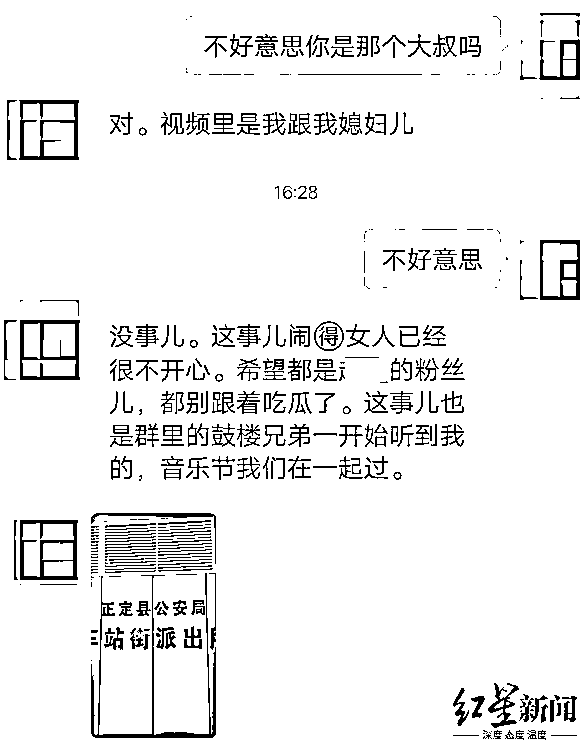 不好意思你是那个大叔吗
对。视频里是我跟我媳妇儿
16:28
不好意思
没事儿。这事儿闹得女人已经
很不开心。希望都是 的粉丝
儿，都别跟着吃瓜了。这事儿也
是群里的鼓楼兄弟一开始听到我
的，音乐节我们在一起过。
正定县公安局
站街派出
红星新闻
深度 态度 温度